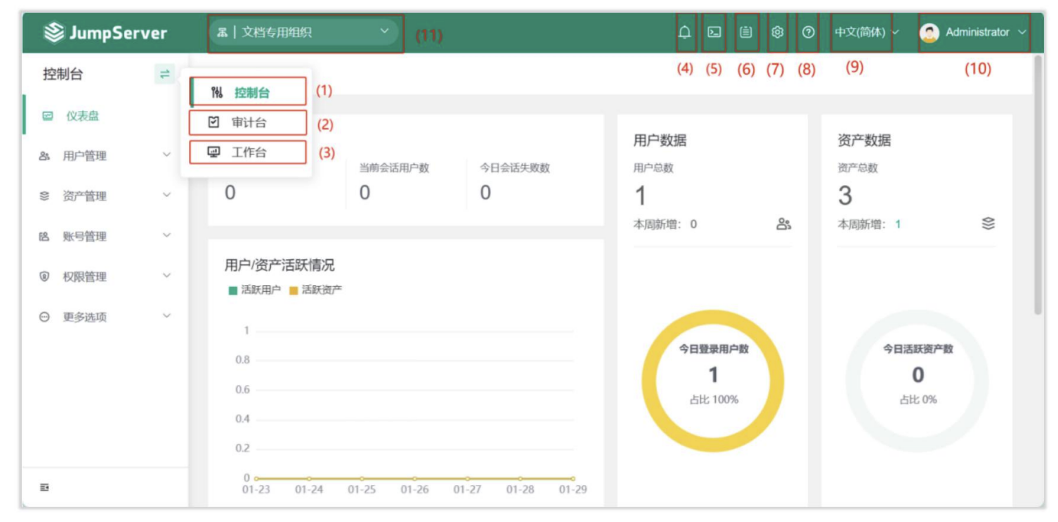 JumpServer
文档专用组织
(11)
中文(简体)
Administrator
(4) (5) (6) (7) (8) (9) (10)
控制台
仪表盘
用户管理
资产管理
账号管理
权限管理
更多选项
控制台 (1)
审计台 (2)
工作台 (3)
当前会话用户数 今日会话失败数
0 0 0
用户数据
用户总数
1
本周新增: 0
今日登录用户数
1
占比 100%
资产数据
资产总数
3
本周新增: 1
今日活跃资产数
0
占比 0%
用户/资产活跃情况
活跃用户 活跃资产
1
0.8
0.6
0.4
0.2
0
01-23 01-24 01-25 01-26 01-27 01-28 01-29